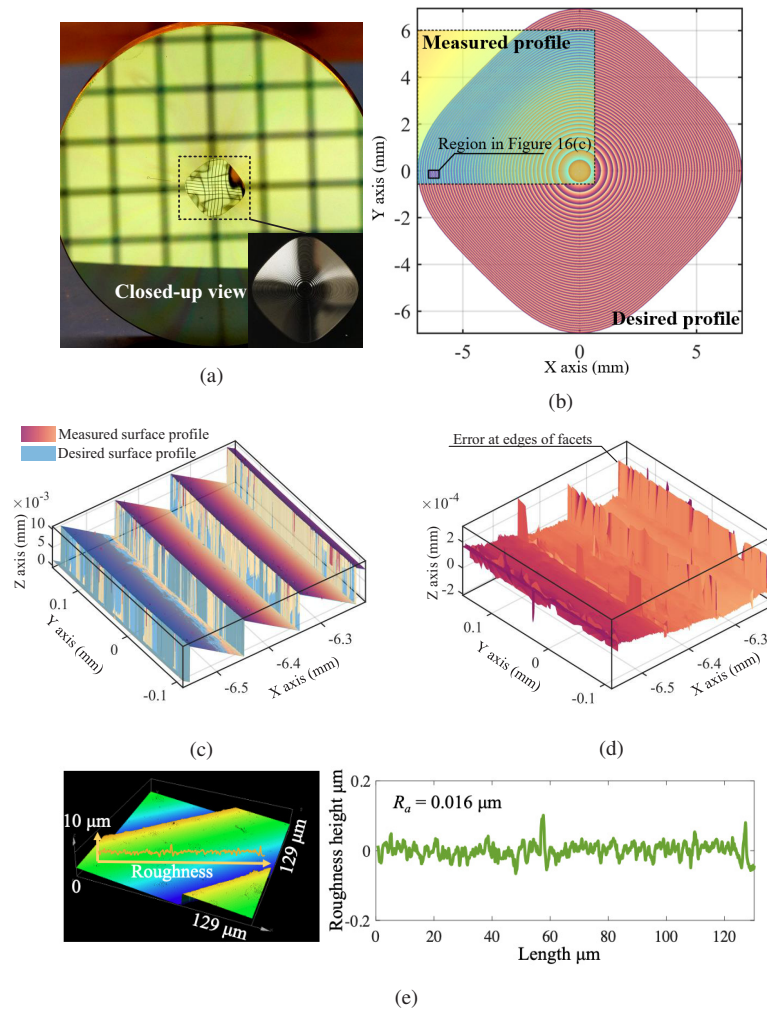 Closed-up view
(a)
Measured profile
Region in Figure 16(c)
Desired profile
Y axis (mm)
6
4
2
0
-2
-4
-6
-5
0
5
X axis (mm)
(b)
Measured surface profile
Desired surface profile
×10⁻³
10
5
0
Z axis (mm)
0.1
0
-0.1
Y axis (mm)
-6.5
-6.4
-6.3
X axis (mm)
(c)
Error at edges of facets
×10⁻⁴
2
0
-2
Z axis (mm)
0.1
0
-0.1
Y axis (mm)
-6.5
-6.4
-6.3
X axis (mm)
(d)
10 μm
0
Roughness
129 μm
129 μm
Roughness height μm
0.2
0
-0.2
Rₐ = 0.016 μm
0
20
40
60
80
100
120
Length μm
(e)